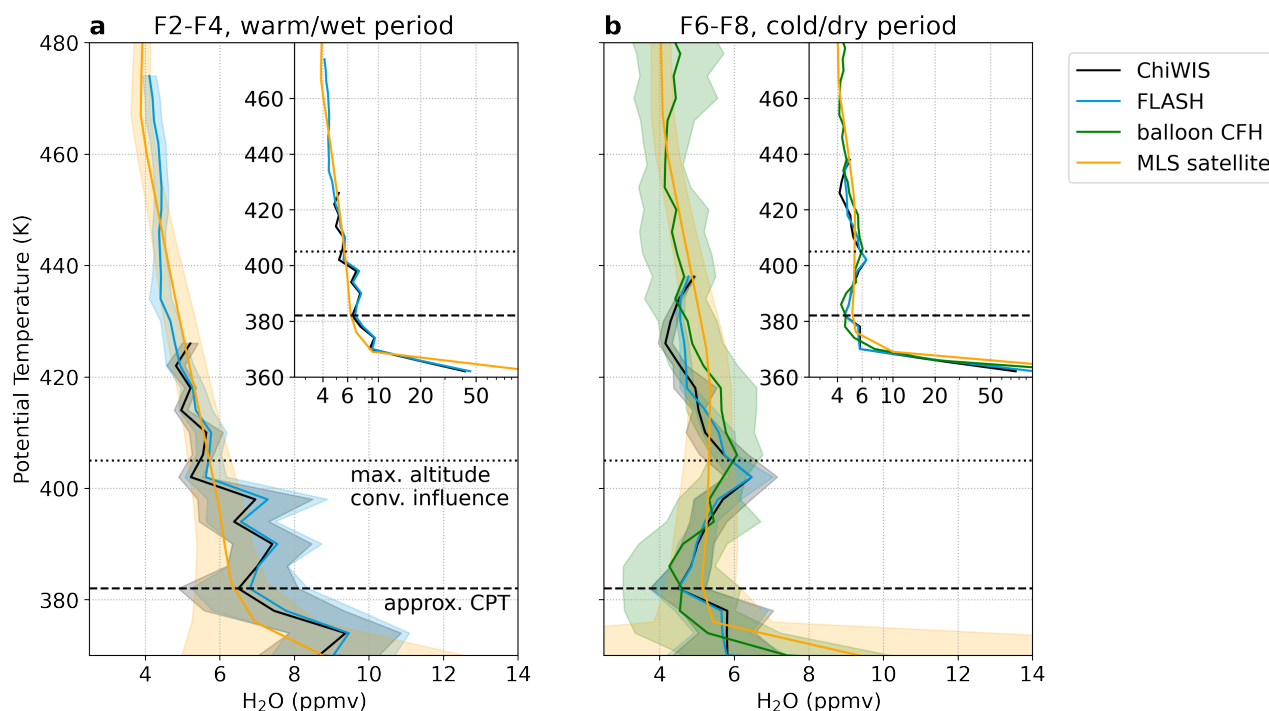 a F2-F4, warm/wet period
b F6-F8, cold/dry period
ChiWIS
FLASH
balloon CFH
MLS satellite
Potential Temperature (K)
480
460
440
420
400
380
460
440
420
400
380
360
4 6 10 20 50
max. altitude
conv. influence
approx. CPT
4 6 8 10 12 14
H₂O (ppmv)
460
440
420
400
380
360
4 6 10 20 50
4 6 8 10 12 14
H₂O (ppmv)